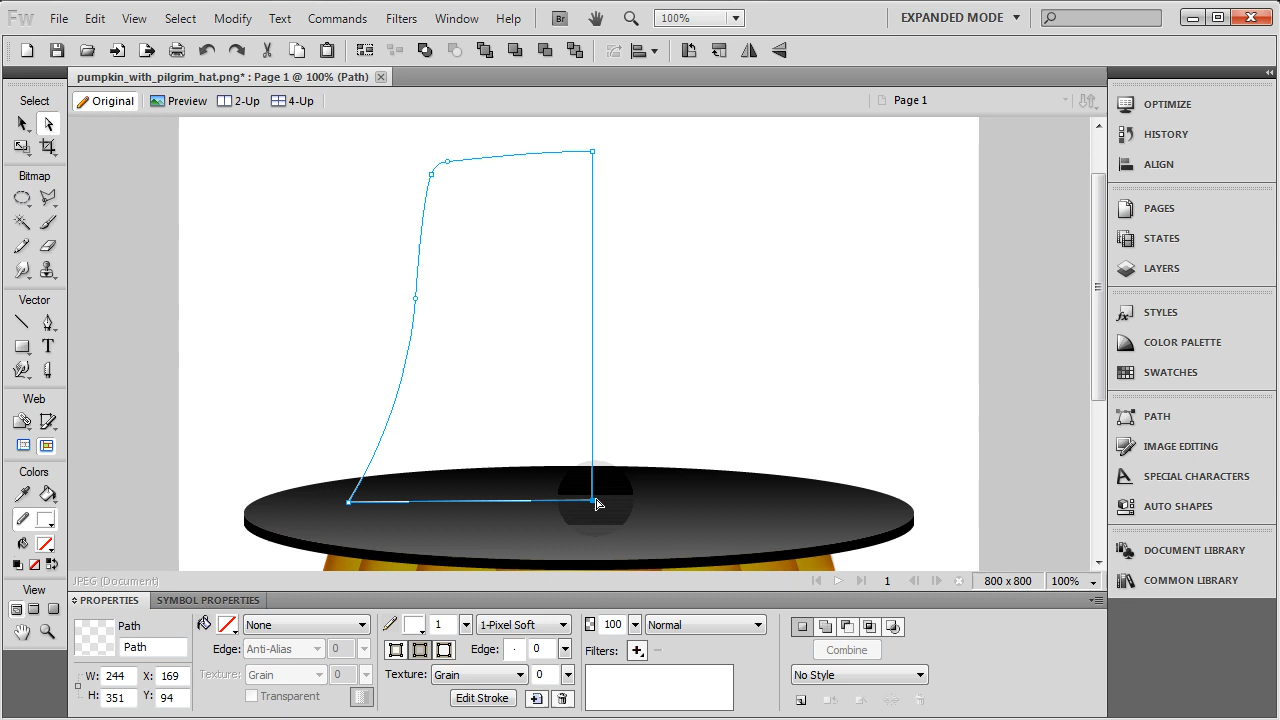 Fw File Edit View Select Modify Text Commands Filters Window Help Br 100% EXPANDED MODE
pumpkin_with_pilgrim_hat.png* : Page 1 @ 100% (Path)
Original Preview 2-Up 4-Up Page 1
Select
Bitmap
Vector
T
Web
Colors
View
OPTIMIZE
HISTORY
ALIGN
PAGES
STATES
LAYERS
STYLES
COLOR PALETTE
SWATCHES
PATH
IMAGE EDITING
SPECIAL CHARACTERS
AUTO SHAPES
DOCUMENT LIBRARY
COMMON LIBRARY
JPEG (Document) 1 800 x 800 100%
PROPERTIES SYMBOL PROPERTIES
Path
Path
W: 244 X: 169
H: 351 Y: 94
None
Edge: Anti-Alias 0
Texture: Grain 0
Transparent
1 1-Pixel Soft
Edge: 0
Texture: Grain 0
Edit Stroke
100 Normal
Filters:
Combine
No Style